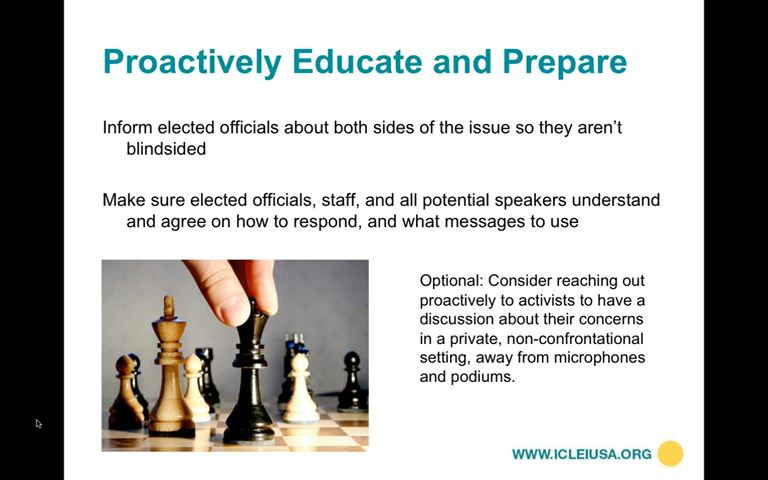 Proactively Educate and Prepare
Inform elected officials about both sides of the issue so they aren’t
blindsided
Make sure elected officials, staff, and all potential speakers understand
and agree on how to respond, and what messages to use
Optional: Consider reaching out
proactively to activists to have a
discussion about their concerns
in a private, non-confrontational
setting, away from microphones
and podiums.
WWW.ICLEIUSA.ORG